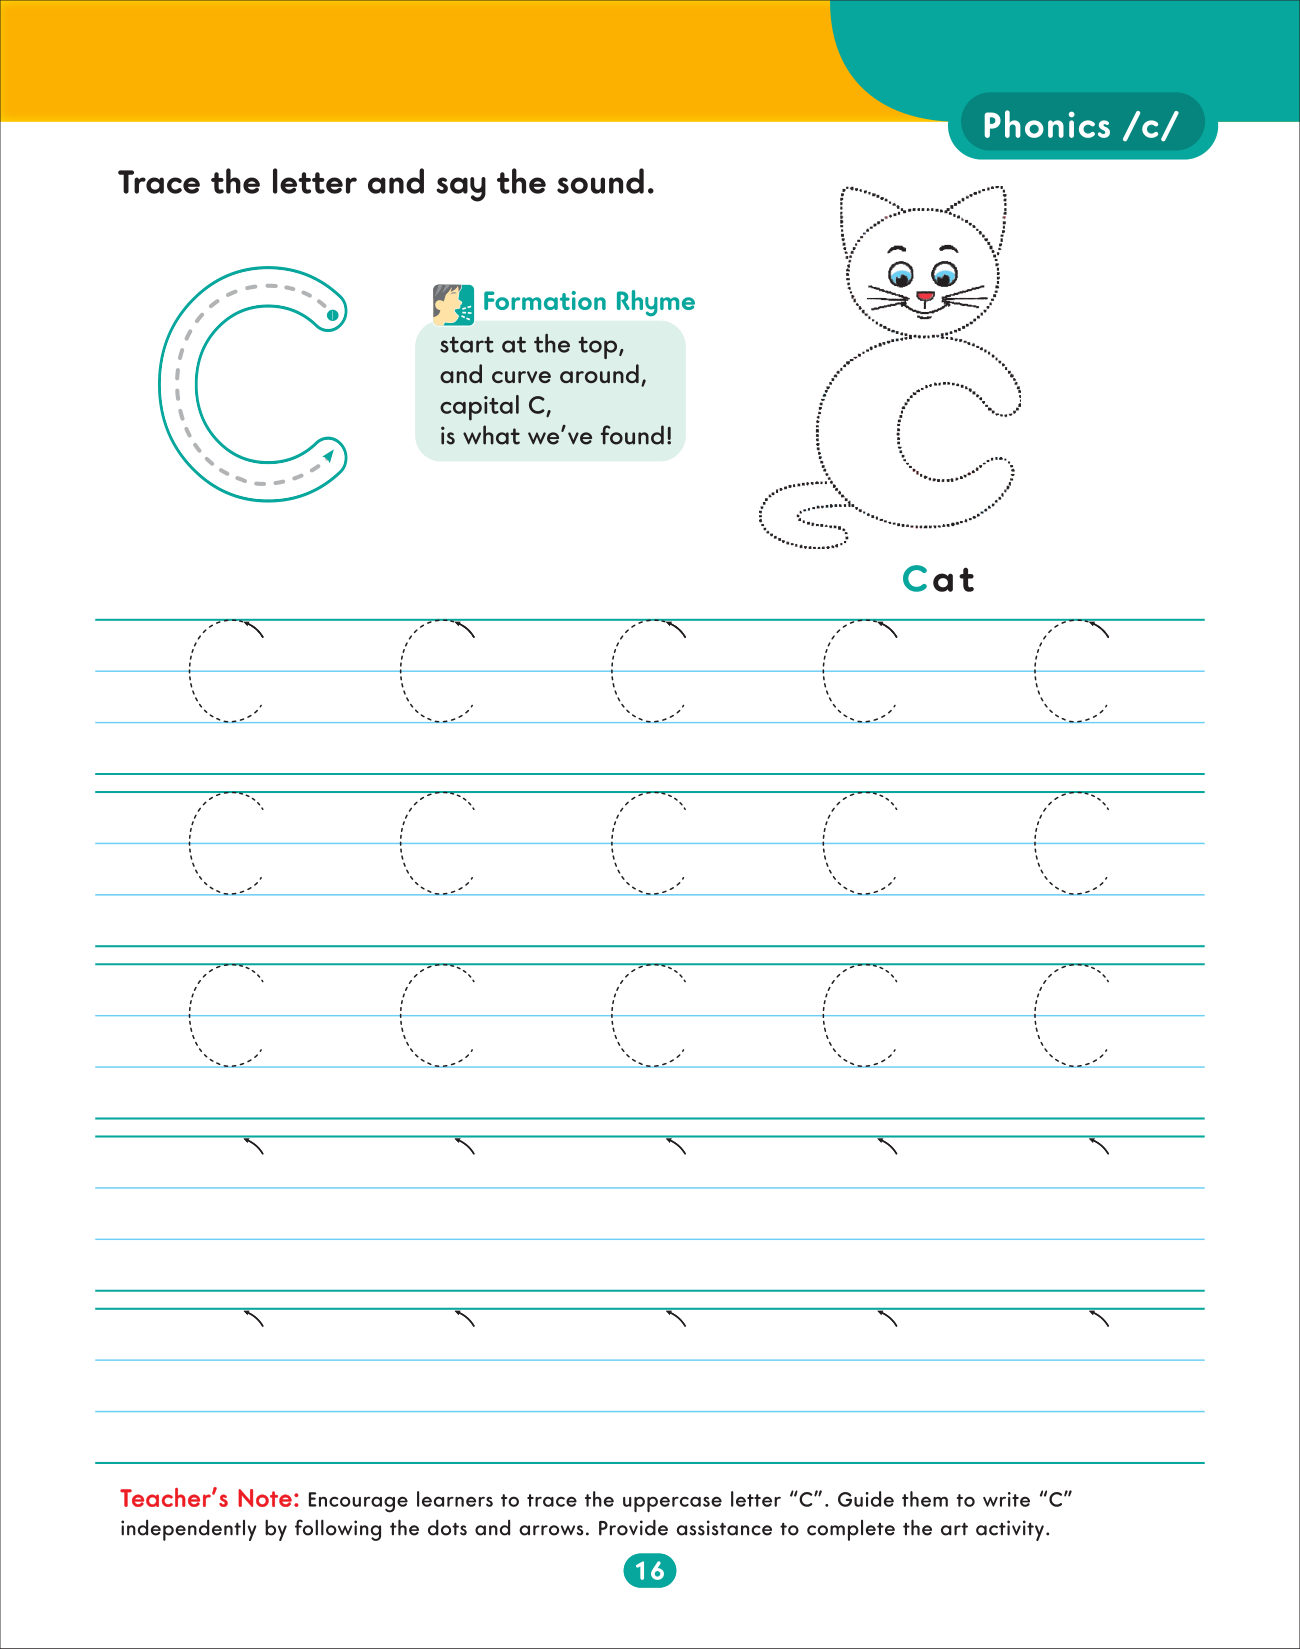 Phonics /c/
Trace the letter and say the sound.
Formation Rhyme
start at the top,
and curve around,
capital C,
is what we’ve found!
Cat
C C C C C
C C C C C
C C C C C
Teacher’s Note: Encourage learners to trace the uppercase letter “C”. Guide them to write “C”
independently by following the dots and arrows. Provide assistance to complete the art activity.
16